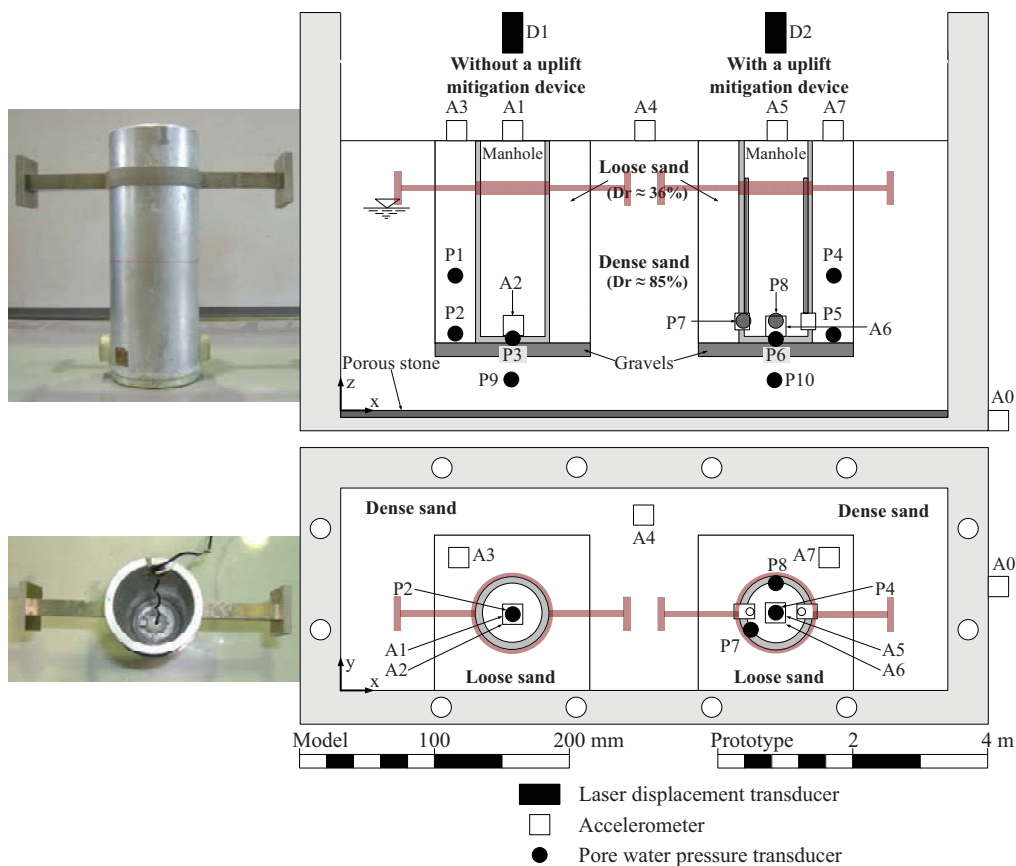 D1
D2
Without a uplift
mitigation device
With a uplift
mitigation device
A3
A1
A4
A5
A7
Manhole
Manhole
Loose sand
(Dr ≈ 36%)
P1
P4
Dense sand
(Dr ≈ 85%)
A2
P8
P2
P7
P5
A6
P3
Gravels
P6
Porous stone
P9
P10
z
x
A0
Dense sand
Dense sand
A4
A3
P8
A7
A0
P2
P4
P7
A1
A5
A2
A6
y
x
Loose sand
Loose sand
Model
100
200 mm
Prototype
2
4 m
Laser displacement transducer
Accelerometer
Pore water pressure transducer